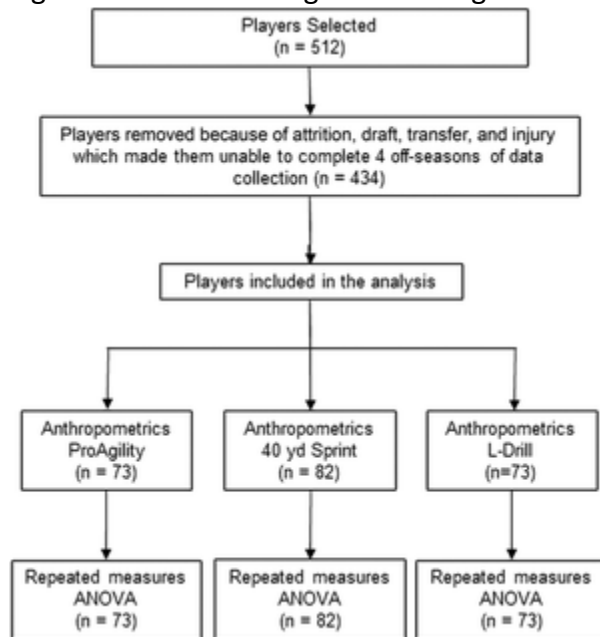 Players Selected
(n = 512)
Players removed because of attrition, draft, transfer, and injury
which made them unable to complete 4 off-seasons of data
collection (n = 434)
Players included in the analysis
Anthropometrics
ProAgility
(n = 73)
Anthropometrics
40 yd Sprint
(n = 82)
Anthropometrics
L-Drill
(n=73)
Repeated measures
ANOVA
(n = 73)
Repeated measures
ANOVA
(n = 82)
Repeated measures
ANOVA
(n = 73)